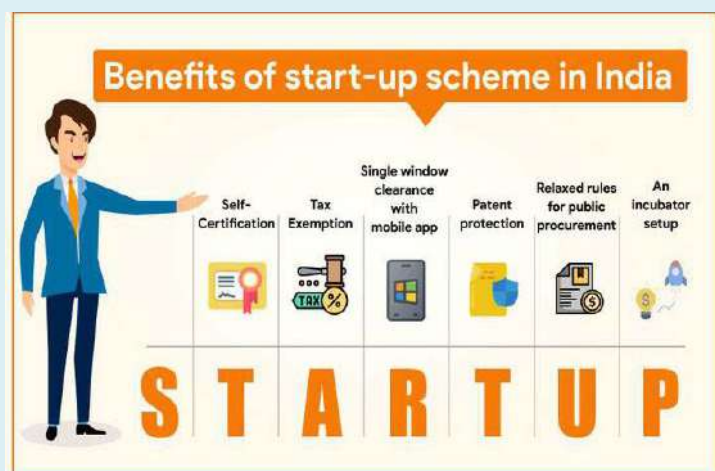 Benefits of start-up scheme in India
Self-
Certification
Tax
Exemption
Single window
clearance
with
mobile app
Patent
protection
Relaxed rules
for public
procurement
An
incubator
setup
TAX %
$
$
STARTUP